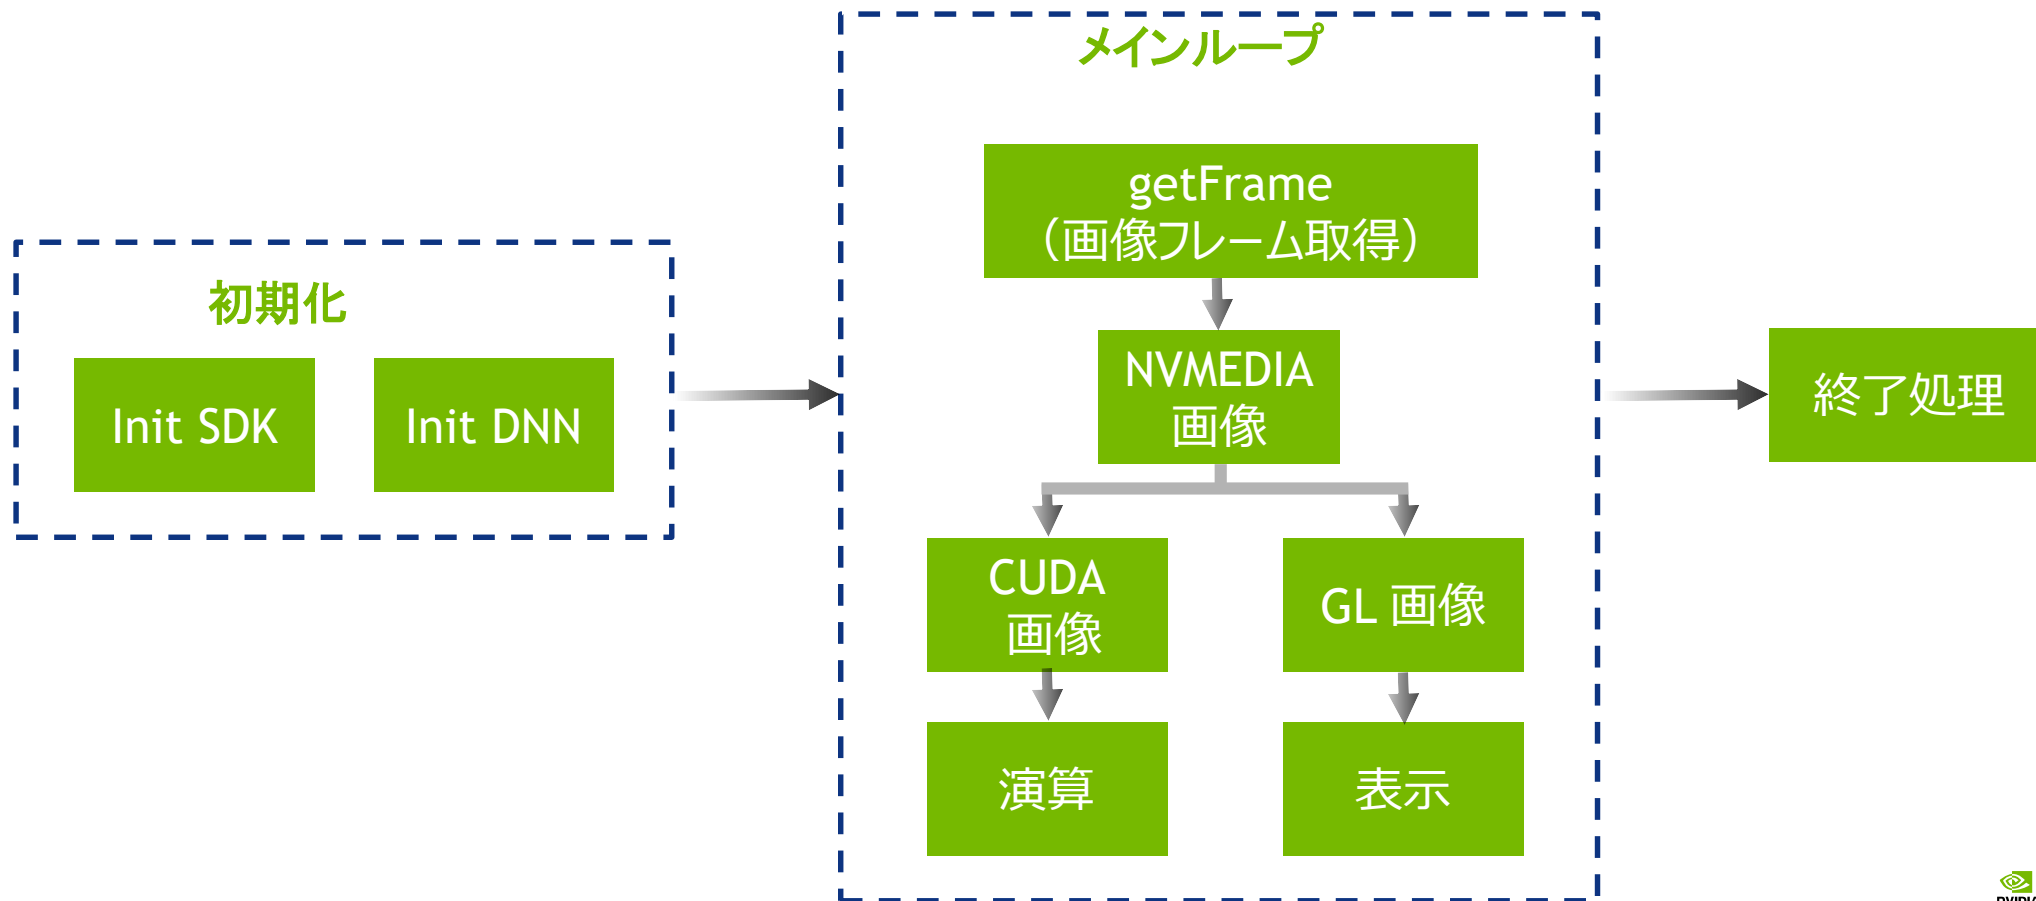 初期化
Init SDK
Init DNN
メインループ
getFrame
（画像フレーム取得）
NVMEDIA
画像
CUDA
画像
GL 画像
演算
表示
終了処理